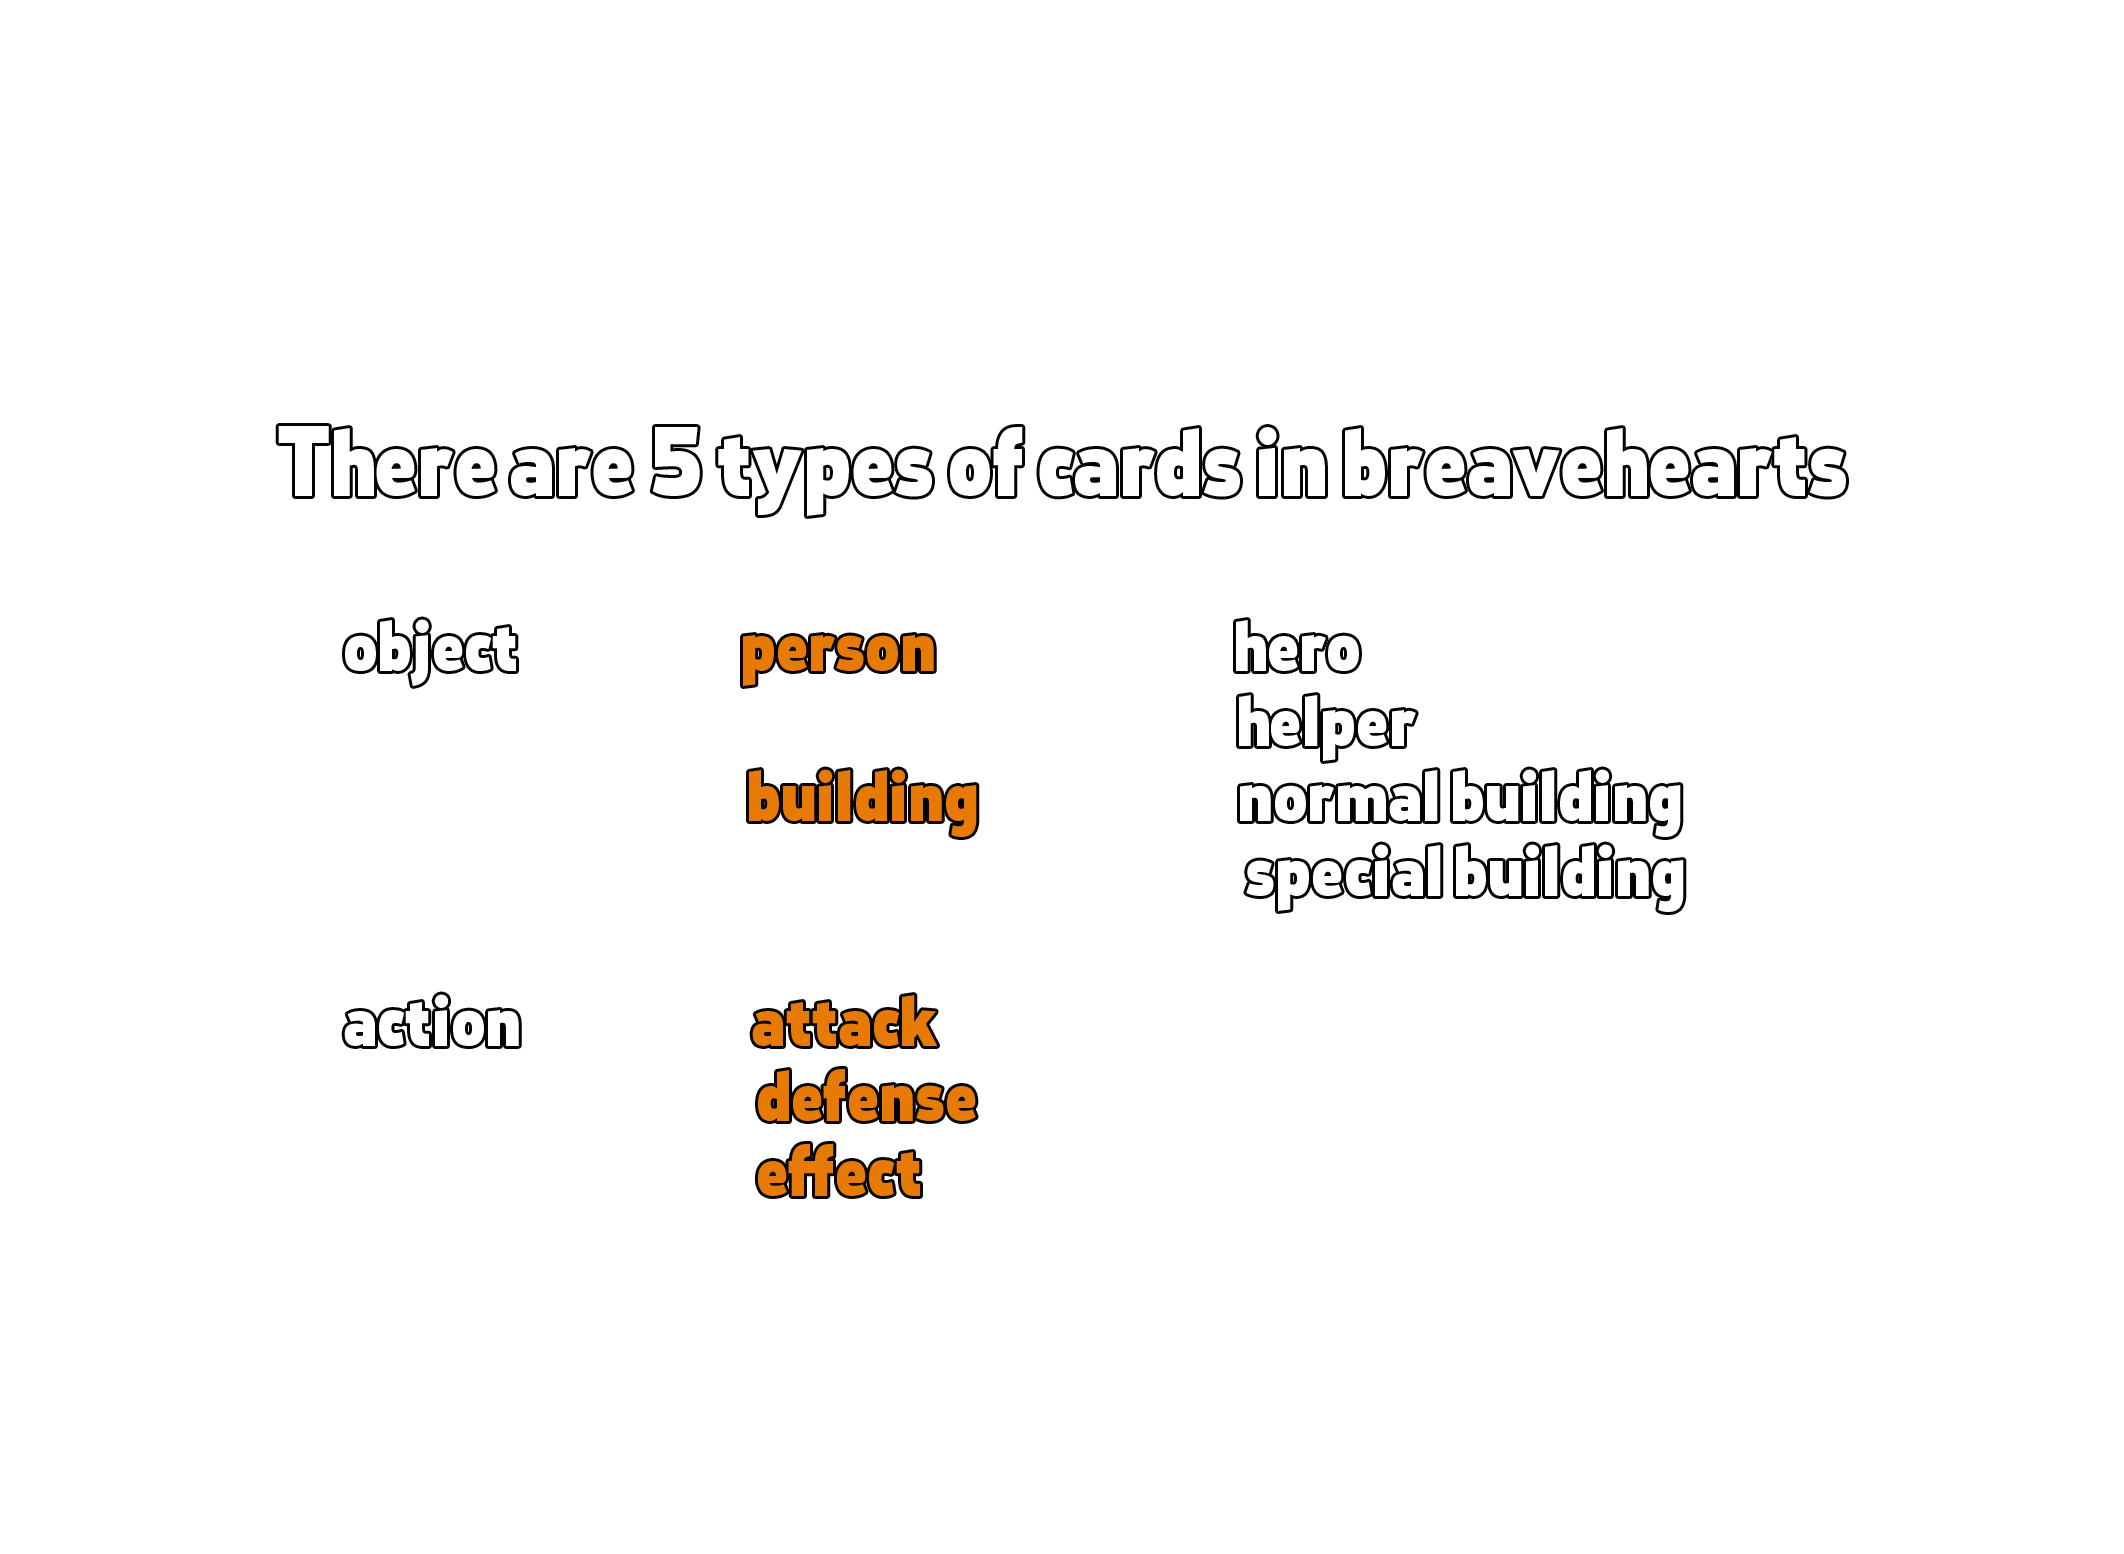 There are 5 types of cards in breavehearts
object person hero
helper
building normal building
special building
action attack
defense
effect